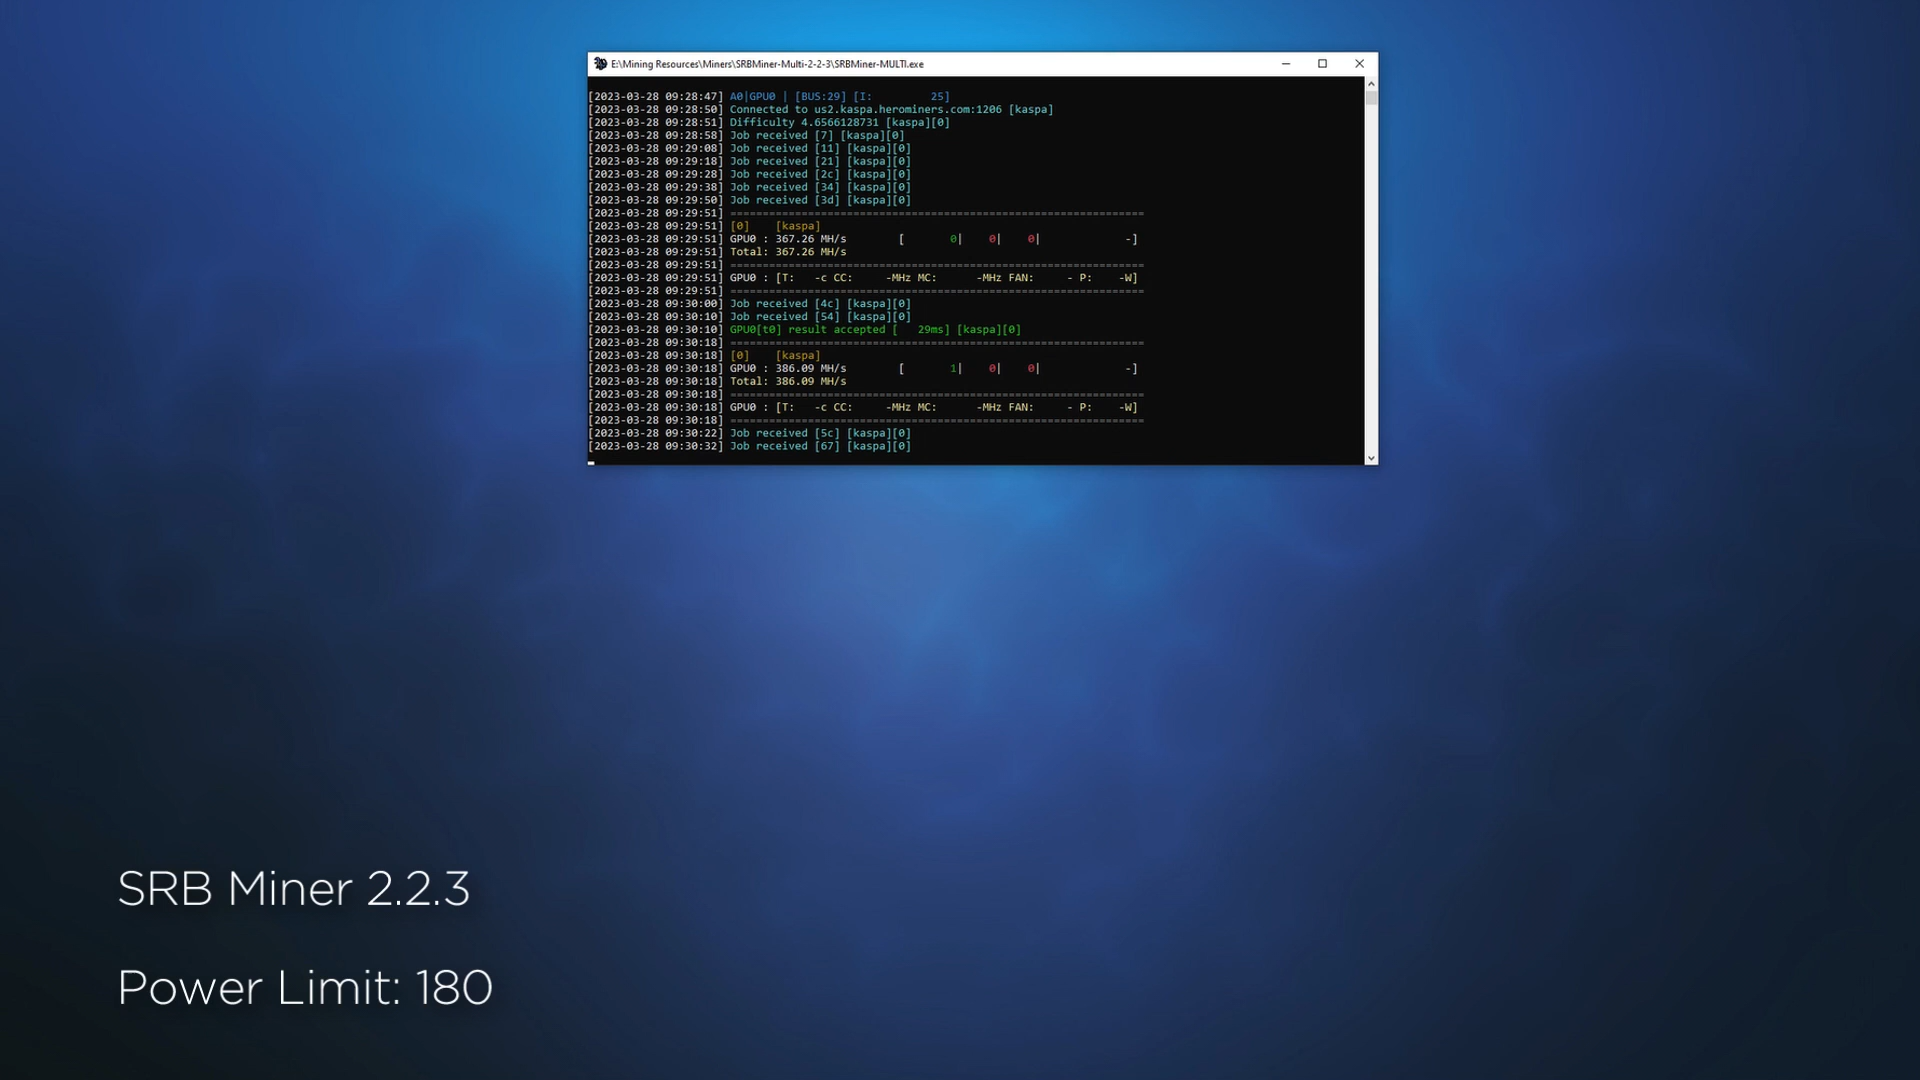 E:\Mining Resources\Miners\SRBMiner-Multi-2-2-3\SRBMiner-MULTI.exe
[2023-03-28 09:28:47] A0|GPU0 | [BUS:29] [I: 25]
[2023-03-28 09:28:50] Connected to us2.kaspa.herominers.com:1206 [kaspa]
[2023-03-28 09:28:51] Difficulty 4.6566128731 [kaspa][0]
[2023-03-28 09:28:58] Job received [7] [kaspa][0]
[2023-03-28 09:29:08] Job received [11] [kaspa][0]
[2023-03-28 09:29:18] Job received [21] [kaspa][0]
[2023-03-28 09:29:28] Job received [2c] [kaspa][0]
[2023-03-28 09:29:38] Job received [34] [kaspa][0]
[2023-03-28 09:29:50] Job received [3d] [kaspa][0]
[2023-03-28 09:29:51] ================================================================
[2023-03-28 09:29:51] [0] [kaspa]
[2023-03-28 09:29:51] GPU0 : 367.26 MH/s [ 0| 0| 0| -]
[2023-03-28 09:29:51] Total: 367.26 MH/s
[2023-03-28 09:29:51] ================================================================
[2023-03-28 09:29:51] GPU0 : [T: -c CC: -MHz MC: -MHz FAN: - P: -W]
[2023-03-28 09:29:51] ================================================================
[2023-03-28 09:30:00] Job received [4c] [kaspa][0]
[2023-03-28 09:30:10] Job received [54] [kaspa][0]
[2023-03-28 09:30:10] GPU0[t0] result accepted [ 29ms] [kaspa][0]
[2023-03-28 09:30:18] ================================================================
[2023-03-28 09:30:18] [0] [kaspa]
[2023-03-28 09:30:18] GPU0 : 386.09 MH/s [ 1| 0| 0| -]
[2023-03-28 09:30:18] Total: 386.09 MH/s
[2023-03-28 09:30:18] ================================================================
[2023-03-28 09:30:18] GPU0 : [T: -c CC: -MHz MC: -MHz FAN: - P: -W]
[2023-03-28 09:30:18] ================================================================
[2023-03-28 09:30:22] Job received [5c] [kaspa][0]
[2023-03-28 09:30:32] Job received [67] [kaspa][0]
SRB Miner 2.2.3
Power Limit: 180